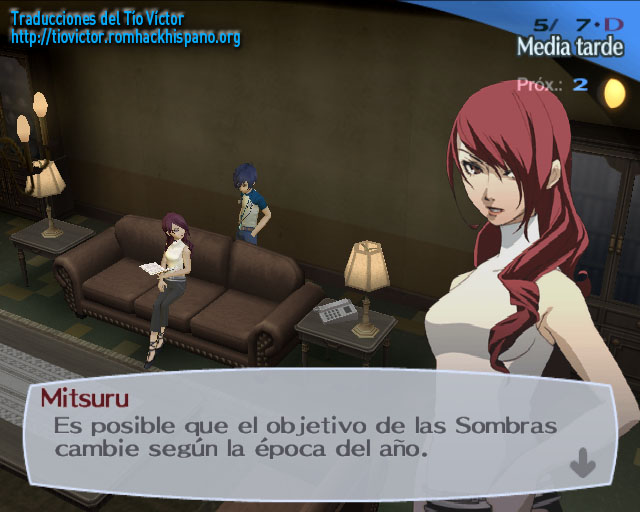 Traducciones del Tio Victor
http://tiovictor.romhackhispano.org
5/ 7・D
Media tarde
Próx.: 2
Mitsuru
Es posible que el objetivo de las Sombras
cambie según la época del año.